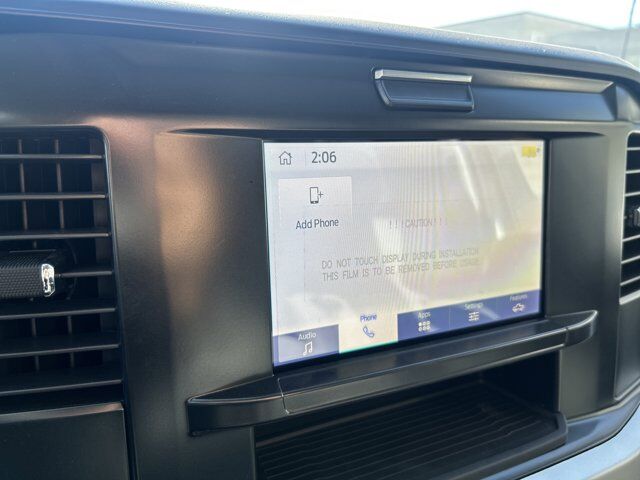 2:06
Add Phone
!!!CAUTION!!!
DO NOT TOUCH DISPLAY DURING INSTALLATION
THIS FILM IS TO BE REMOVED BEFORE USAGE.
Audio Phone Apps Settings Features